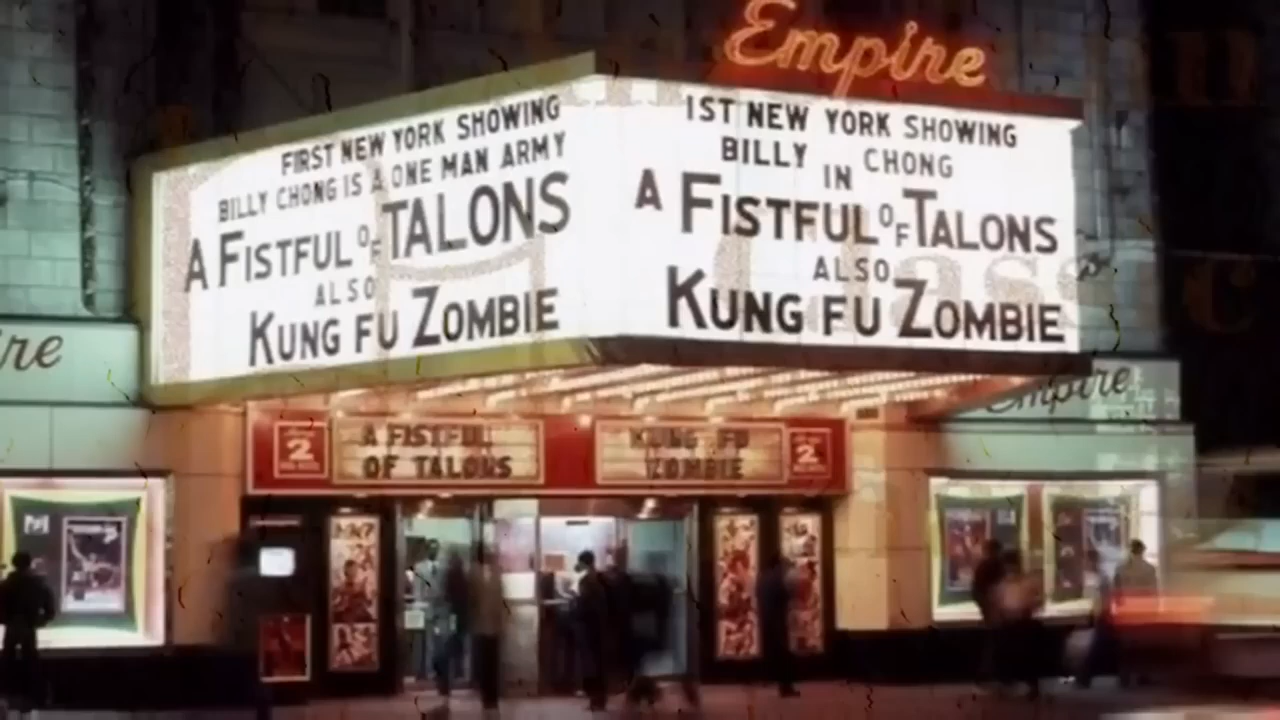 Empire
FIRST NEW YORK SHOWING
BILLY CHONG IS A ONE MAN ARMY
A FISTFUL OF TALONS
ALSO
KUNG FU ZOMBIE
1ST NEW YORK SHOWING
BILLY CHONG
IN
A FISTFUL OF TALONS
ALSO
KUNG FU ZOMBIE
ire
Empire
2
A FISTFUL
OF TALONS
KUNG FU
ZOMBIE
2